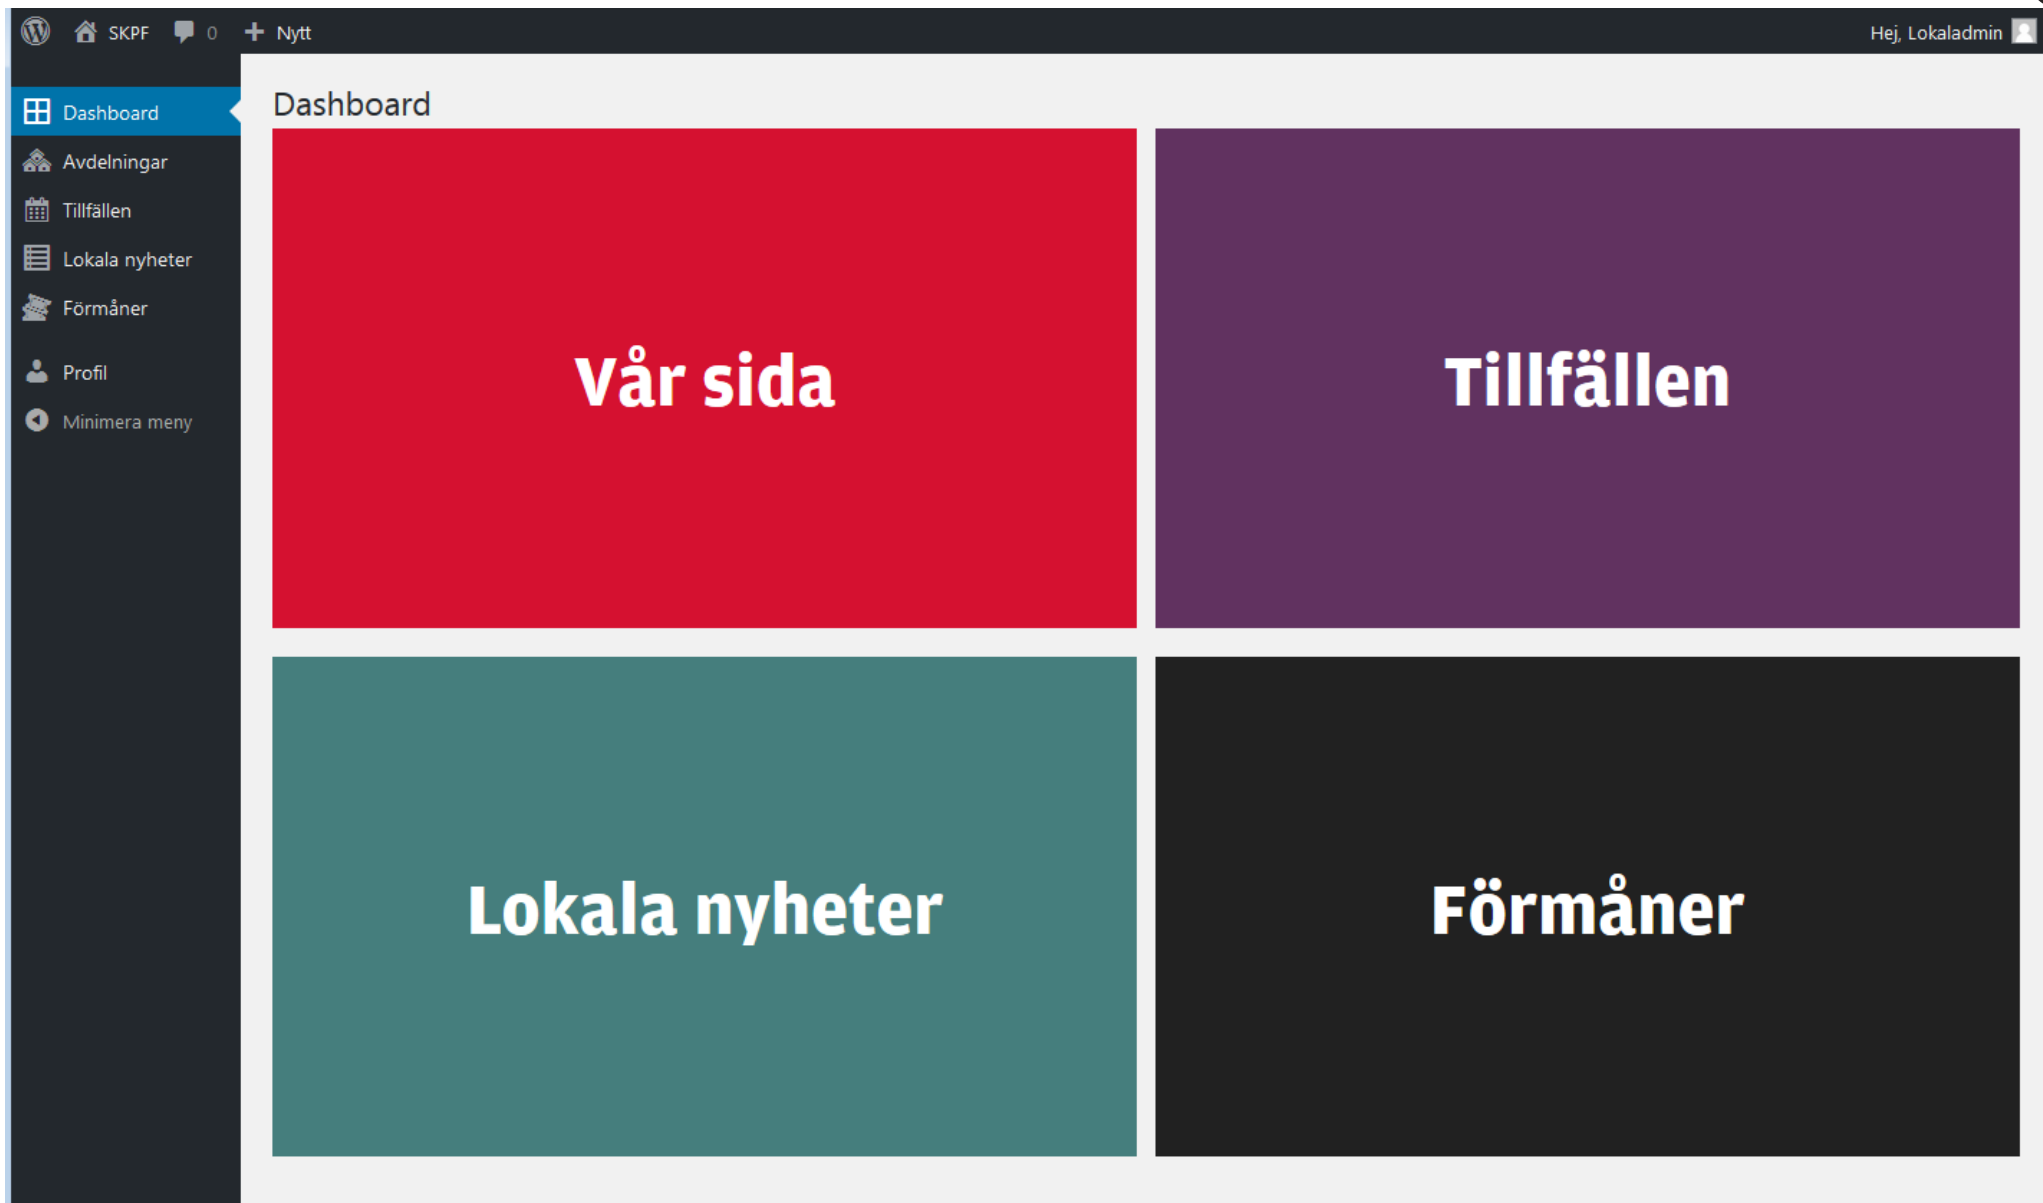 SKPF 0 Nytt Hej, Lokaladmin
Dashboard
Avdelningar
Tillfällen
Lokala nyheter
Förmåner
Profil
Minimera meny
Dashboard
Vår sida
Tillfällen
Lokala nyheter
Förmåner